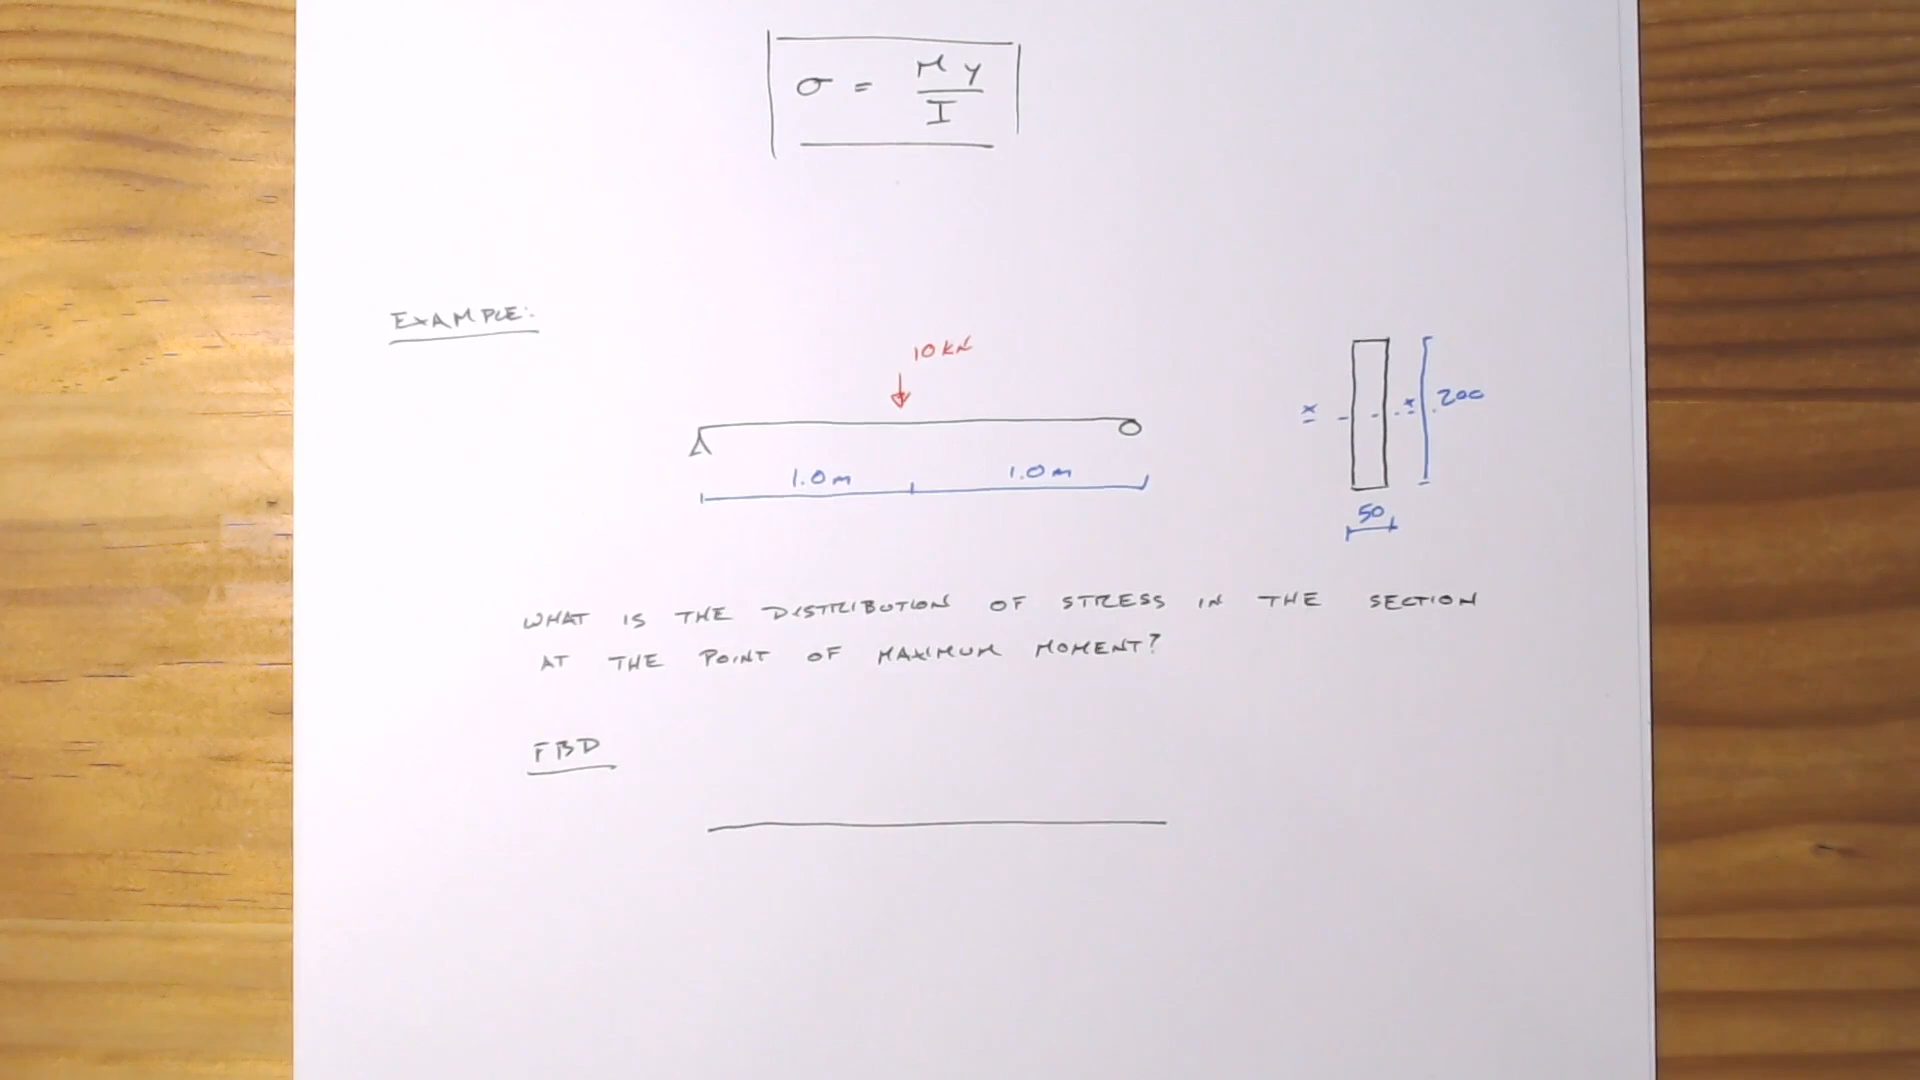 σ = My
I
EXAMPLE:
10 kN
1.0 m 1.0 m
x x 200
50
WHAT IS THE DISTRIBUTION OF STRESS IN THE SECTION
AT THE POINT OF MAXIMUM MOMENT?
FBD